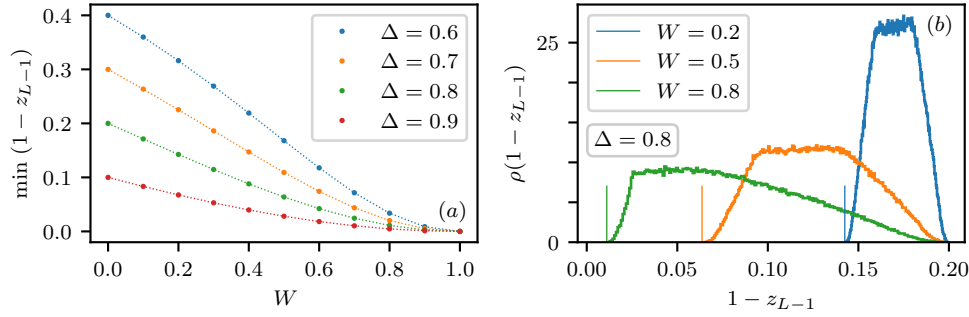 min (1 − z_{L−1})
0.4
0.3
0.2
0.1
0.0
Δ = 0.6
Δ = 0.7
Δ = 0.8
Δ = 0.9
(a)
0.0 0.2 0.4 0.6 0.8 1.0
W
ρ(1 − z_{L−1})
25
0
W = 0.2
W = 0.5
W = 0.8
Δ = 0.8
(b)
0.00 0.05 0.10 0.15 0.20
1 − z_{L−1}